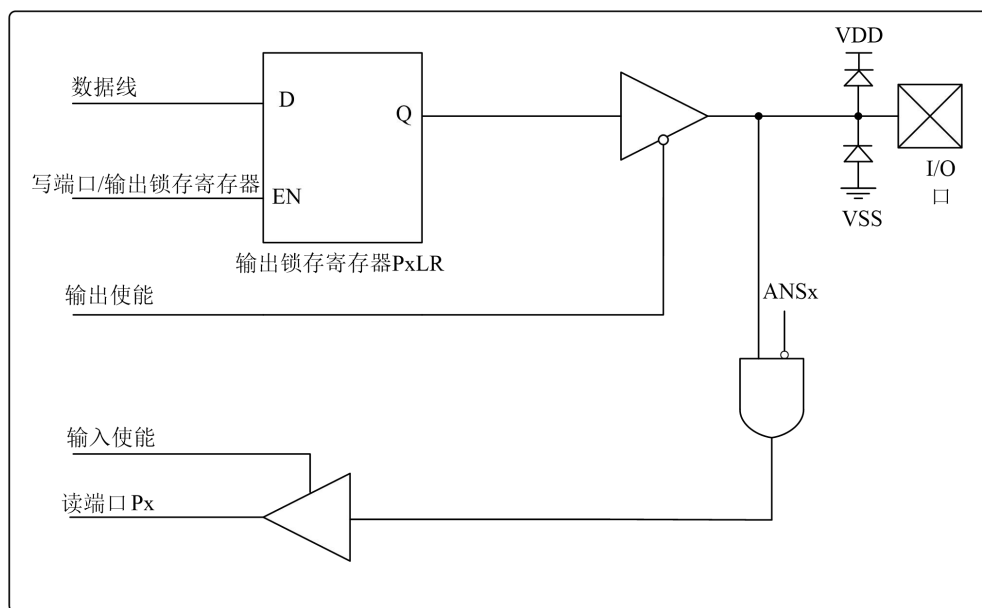 VDD
数据线
D
Q
I/O
口
写端口/输出锁存寄存器
EN
VSS
输出锁存寄存器PxLR
输出使能
ANSx
输入使能
读端口 Px